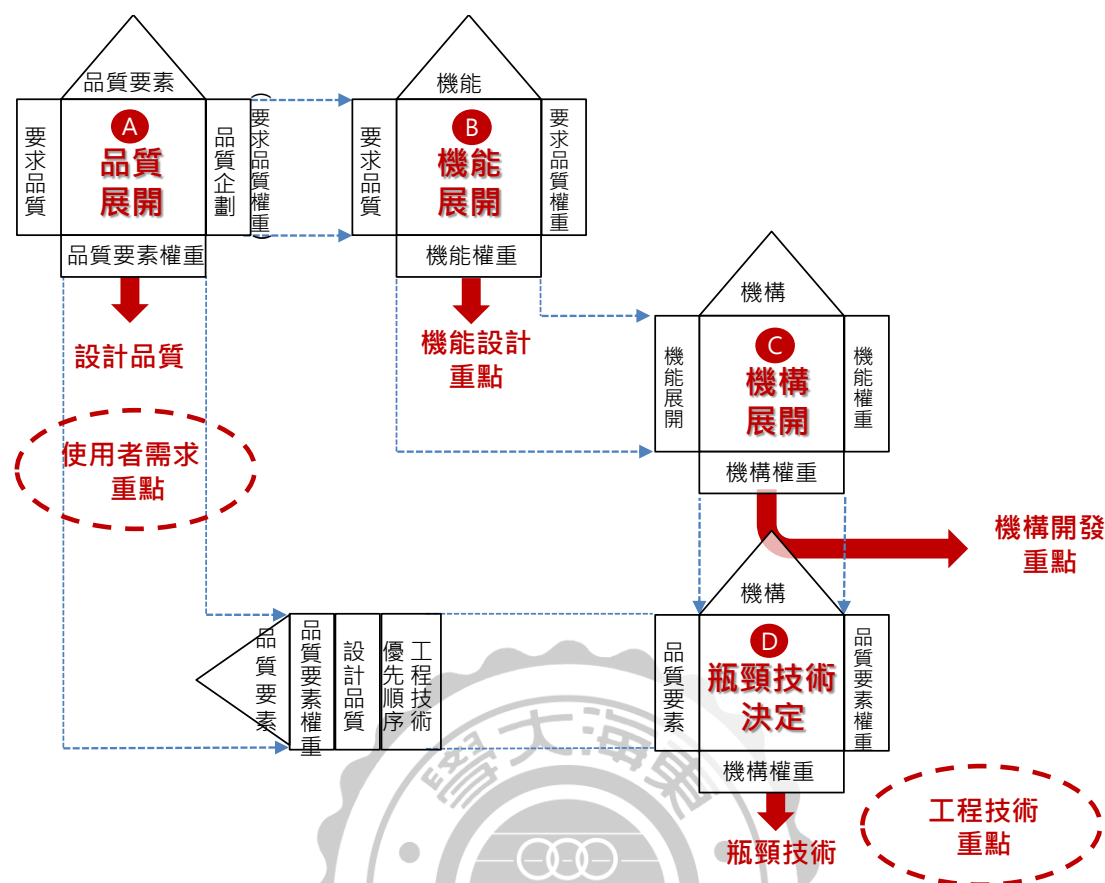 品質要素
A
品質
展開
要求品質
品質企劃
(要求品質權重)
品質要素權重
設計品質
使用者需求
重點
機能
B
機能
展開
要求品質
要求品質權重
機能權重
機能設計
重點
機構
C
機構
展開
機能展開
機能權重
機構權重
機構開發
重點
品質要素
品質要素權重
設計品質
工程技術
優先順序
機構
D
瓶頸技術
決定
品質要素
品質要素權重
機構權重
瓶頸技術
工程技術
重點
學大海東